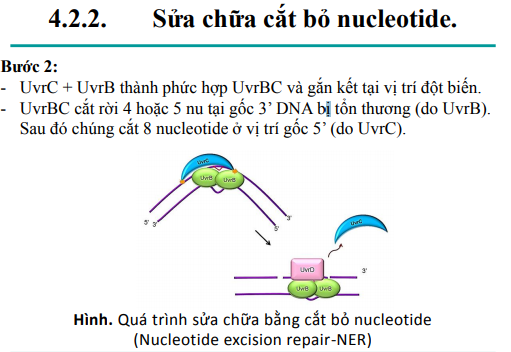 4.2.2. Sửa chữa cắt bỏ nucleotide.
Bước 2:
- UvrC + UvrB thành phức hợp UvrBC và gắn kết tại vị trí đột biến.
- UvrBC cắt rời 4 hoặc 5 nu tại gốc 3' DNA bị tổn thương (do UvrB).
Sau đó chúng cắt 8 nucleotide ở vị trí gốc 5' (do UvrC).
UvrC
UvrB UvrB
5' 3'
3'
5'
UvrC
UvrD
3'
UvrB UvrB
Hình. Quá trình sửa chữa bằng cắt bỏ nucleotide
(Nucleotide excision repair-NER)